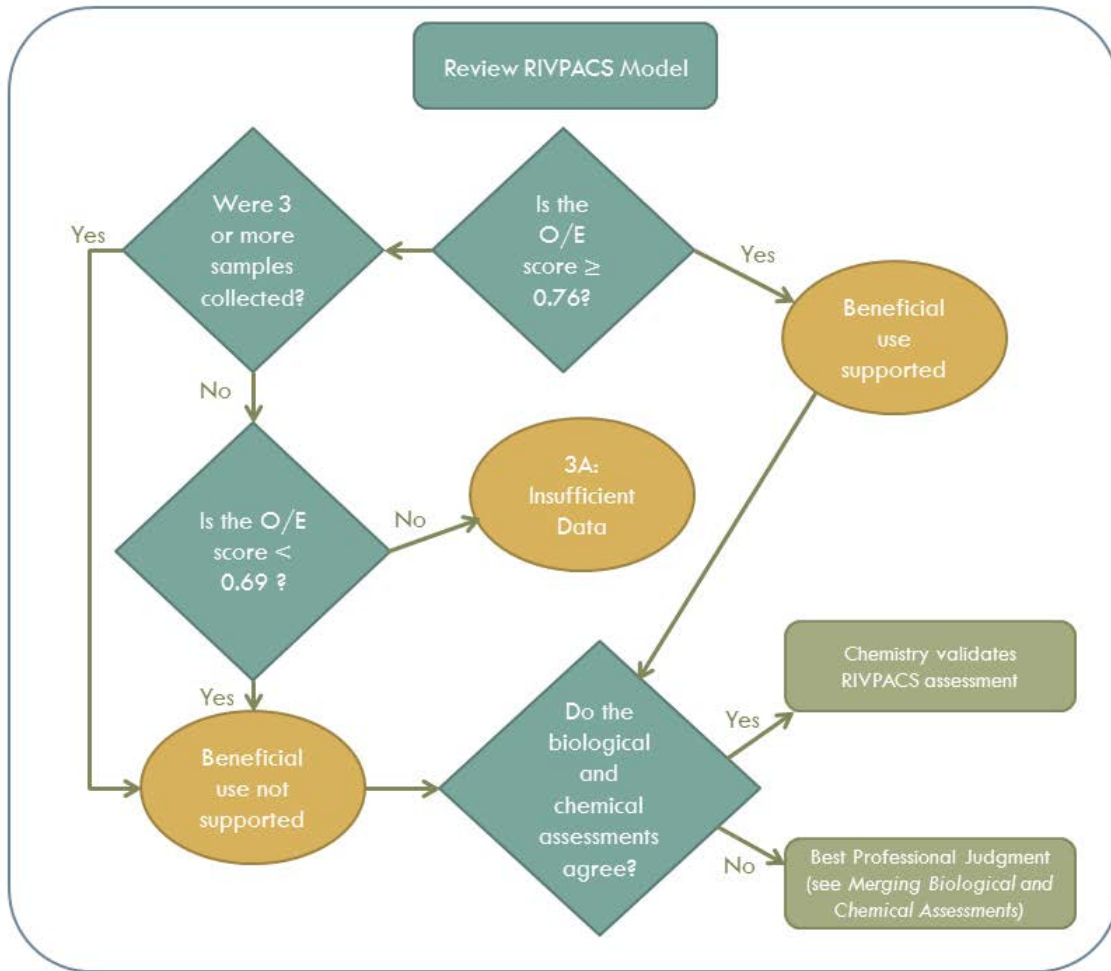 Review RIVPACS Model
Were 3
or more
samples
collected?
Is the
O/E
score ≥
0.76?
Yes
Yes
Beneficial
use
supported
No
3A:
Insufficient
Data
Is the O/E
score <
0.69 ?
No
Chemistry validates
RIVPACS assessment
Yes
Do the
biological
and
chemical
assessments
agree?
Yes
Beneficial
use not
supported
No
Best Professional Judgment
(see Merging Biological and
Chemical Assessments)